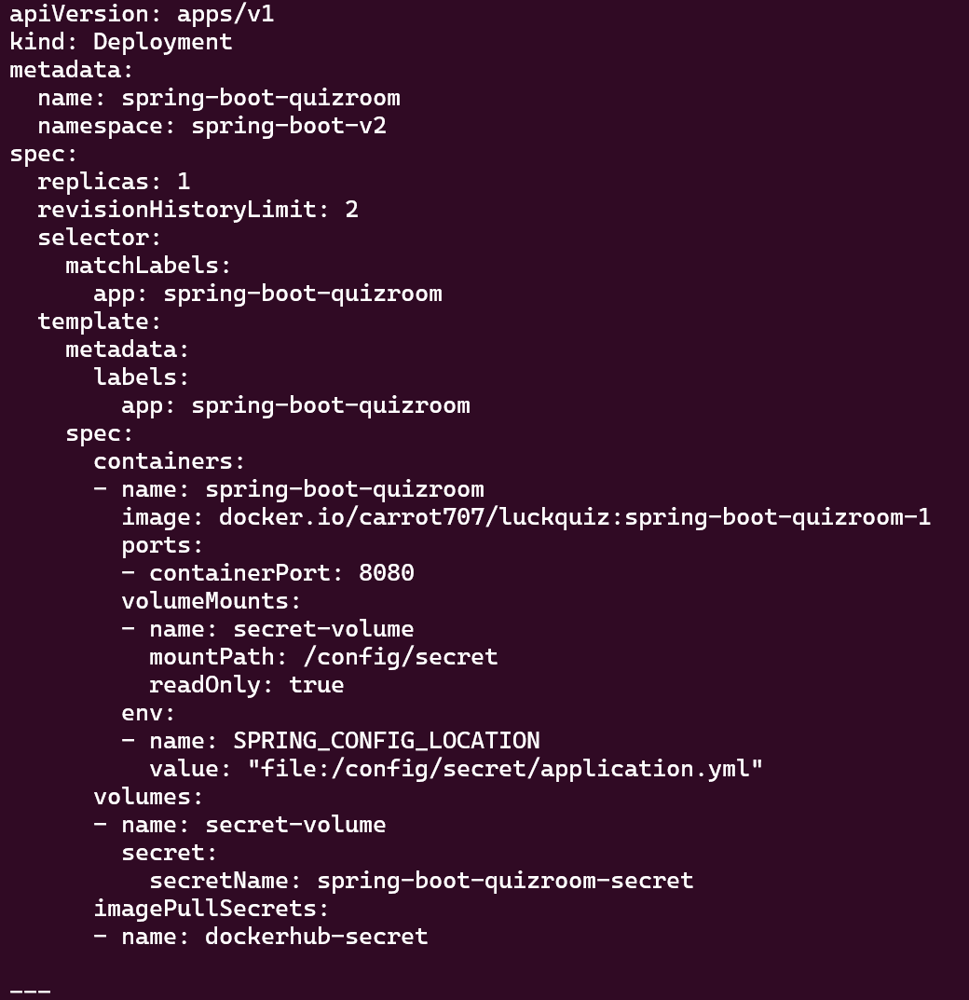 apiVersion: apps/v1
kind: Deployment
metadata:
  name: spring-boot-quizroom
  namespace: spring-boot-v2
spec:
  replicas: 1
  revisionHistoryLimit: 2
  selector:
    matchLabels:
      app: spring-boot-quizroom
  template:
    metadata:
      labels:
        app: spring-boot-quizroom
    spec:
      containers:
      - name: spring-boot-quizroom
        image: docker.io/carrot707/luckquiz:spring-boot-quizroom-1
        ports:
        - containerPort: 8080
        volumeMounts:
        - name: secret-volume
          mountPath: /config/secret
          readOnly: true
        env:
        - name: SPRING_CONFIG_LOCATION
          value: "file:/config/secret/application.yml"
      volumes:
      - name: secret-volume
        secret:
          secretName: spring-boot-quizroom-secret
      imagePullSecrets:
      - name: dockerhub-secret

---